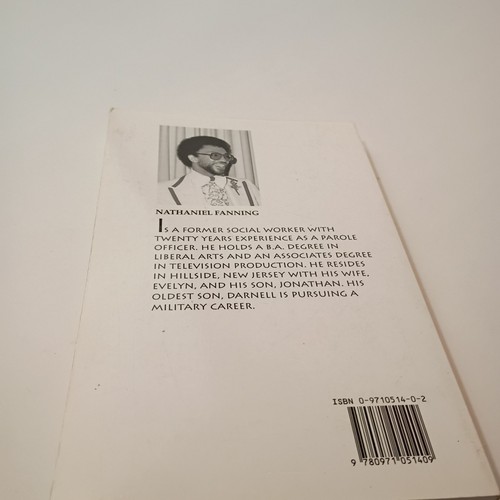 NATHANIEL FANNING
IS A FORMER SOCIAL WORKER WITH
TWENTY YEARS EXPERIENCE AS A PAROLE
OFFICER. HE HOLDS A B.A. DEGREE IN
LIBERAL ARTS AND AN ASSOCIATES DEGREE
IN TELEVISION PRODUCTION. HE RESIDES
IN HILLSIDE, NEW JERSEY WITH HIS WIFE,
EVELYN, AND HIS SON, JONATHAN. HIS
OLDEST SON, DARNELL IS PURSUING A
MILITARY CAREER.
ISBN 0-9710514-0-2
9 780971 051409